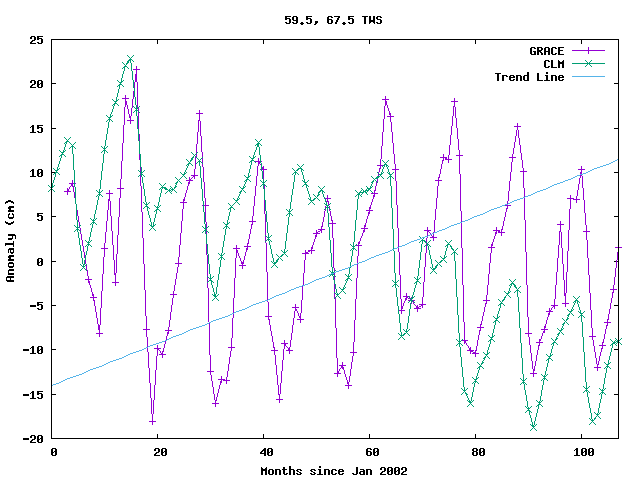 59.5, 67.5 TWS
GRACE
CLM
Trend Line
25
20
15
10
5
0
-5
-10
-15
-20
Anomaly (cm)
0 20 40 60 80 100
Months since Jan 2002